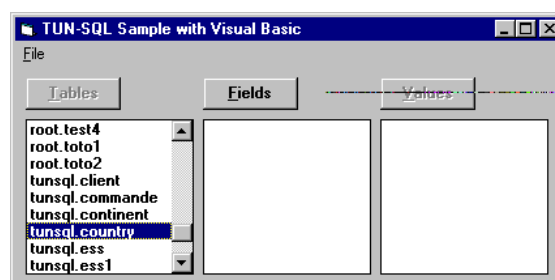 TUN-SQL Sample with Visual Basic
File
Tables
Fields
Values
root.test4
root.toto1
root.toto2
tunsql.client
tunsql.commande
tunsql.continent
tunsql.country
tunsql.ess
tunsql.ess1